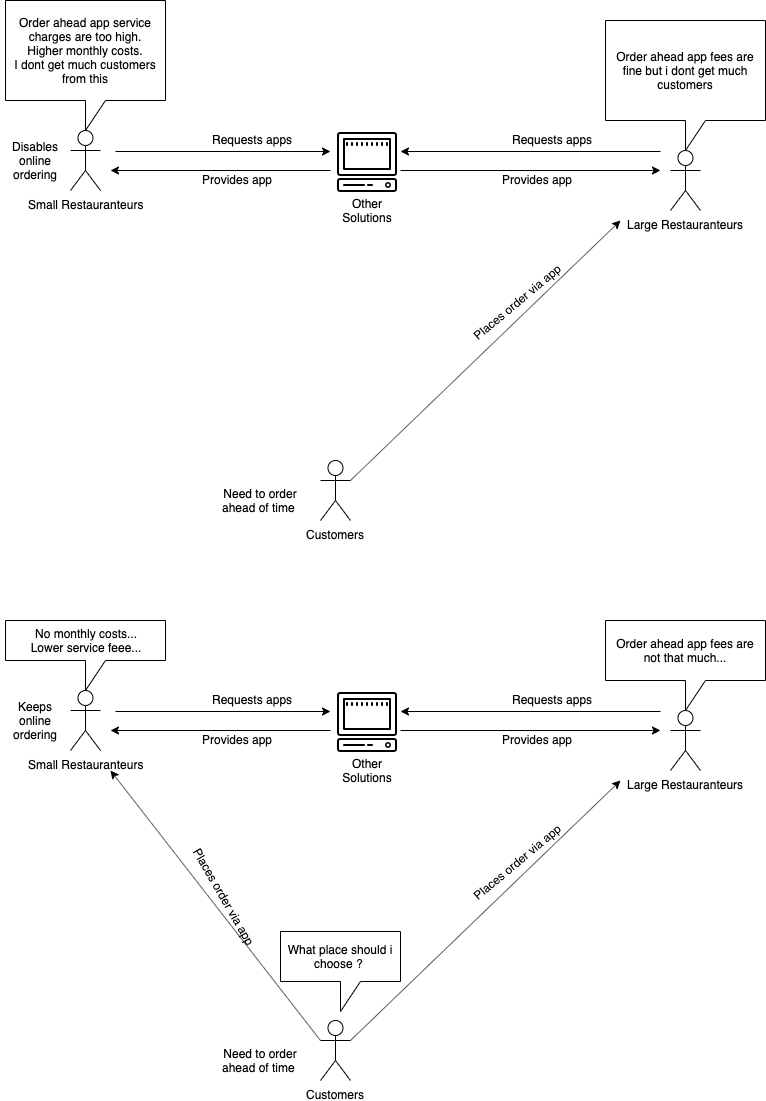 Order ahead app service
charges are too high.
Higher monthly costs.
I dont get much customers
from this
Order ahead app fees are
fine but i dont get much
customers
Disables
online
ordering
Requests apps
Provides app
Requests apps
Provides app
Small Restauranteurs
Other
Solutions
Large Restauranteurs
Places order via app
Need to order
ahead of time
Customers
No monthly costs...
Lower service feee...
Order ahead app fees are
not that much...
Keeps
online
ordering
Requests apps
Provides app
Requests apps
Provides app
Small Restauranteurs
Other
Solutions
Large Restauranteurs
Places order via app
Places order via app
What place should i
choose ?
Need to order
ahead of time
Customers